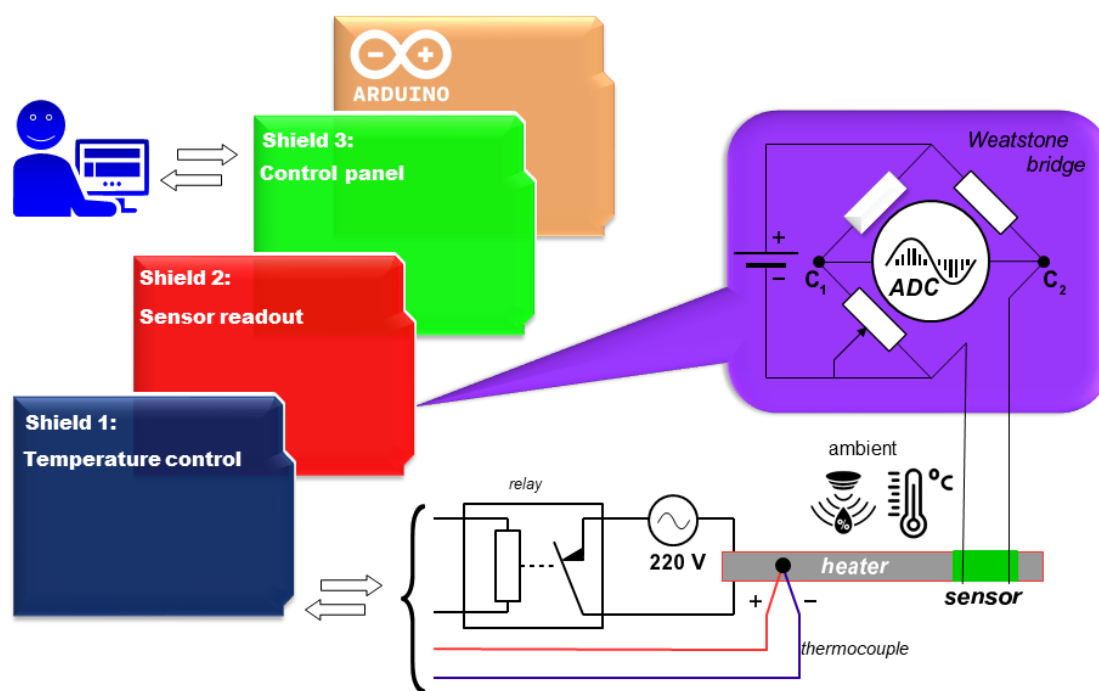 ARDUINO
Shield 3:
Control panel
Shield 2:
Sensor readout
Shield 1:
Temperature control
Weatstone
bridge
+
−
C1
ADC
C2
ambient
%
°C
relay
220 V
heater
sensor
+ −
thermocouple